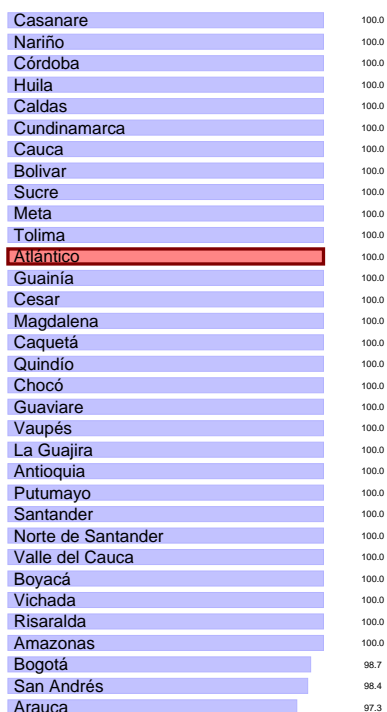 Casanare 100.0
Nariño 100.0
Córdoba 100.0
Huila 100.0
Caldas 100.0
Cundinamarca 100.0
Cauca 100.0
Bolivar 100.0
Sucre 100.0
Meta 100.0
Tolima 100.0
Atlántico 100.0
Guainía 100.0
Cesar 100.0
Magdalena 100.0
Caquetá 100.0
Quindío 100.0
Chocó 100.0
Guaviare 100.0
Vaupés 100.0
La Guajira 100.0
Antioquia 100.0
Putumayo 100.0
Santander 100.0
Norte de Santander 100.0
Valle del Cauca 100.0
Boyacá 100.0
Vichada 100.0
Risaralda 100.0
Amazonas 100.0
Bogotá 98.7
San Andrés 98.4
Arauca 97.3